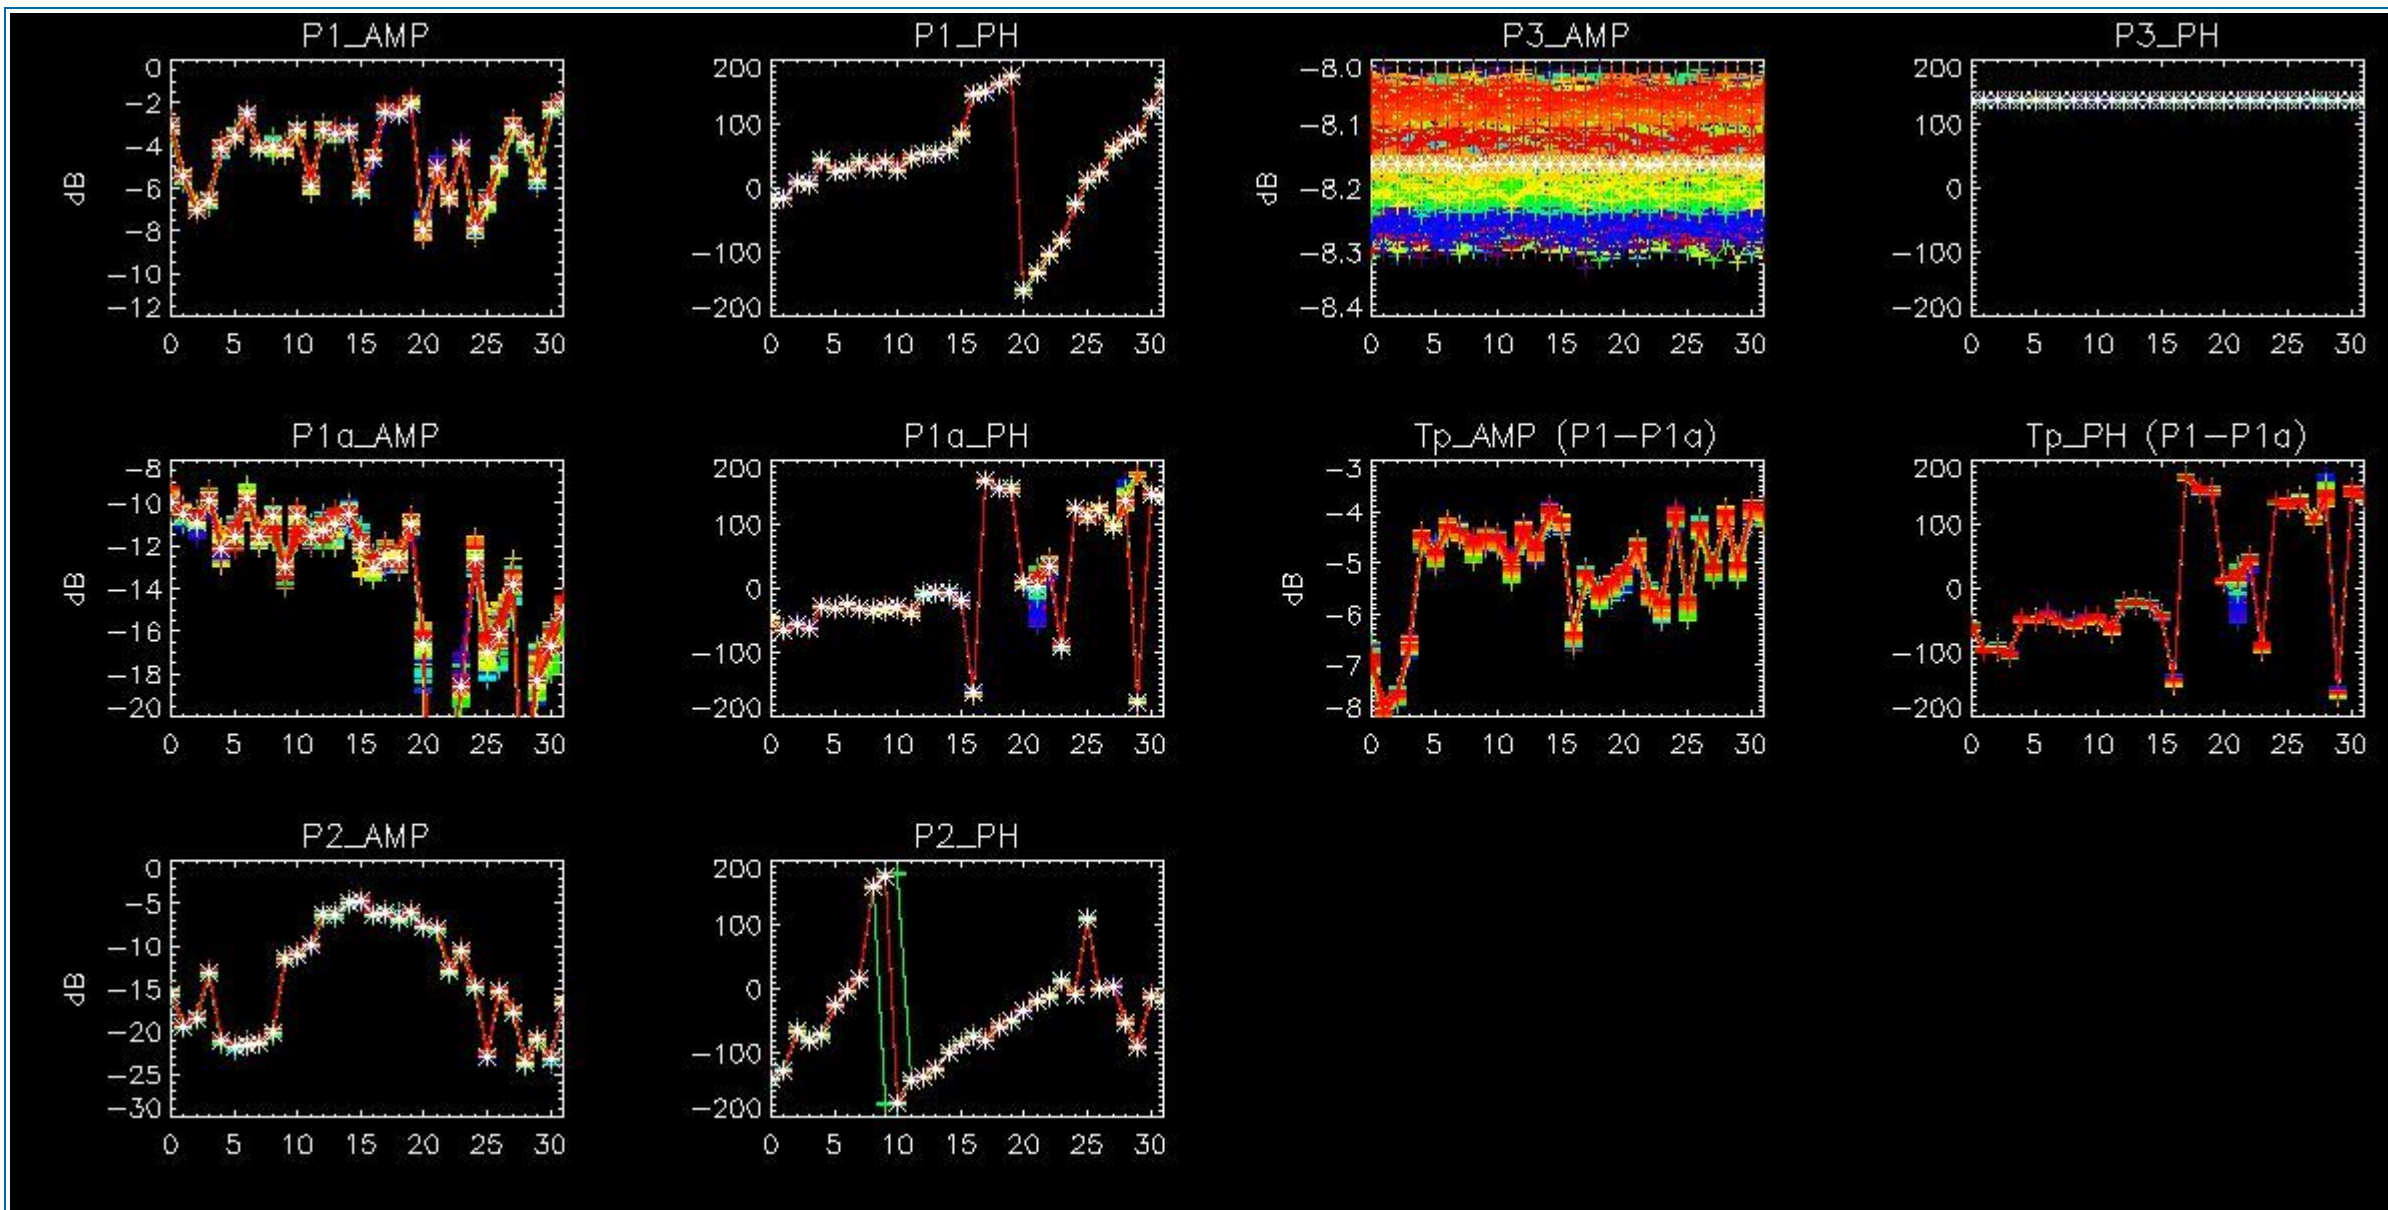 P1_AMP P1_PH P3_AMP P3_PH
0 200 -8.0 200
-2
100 -8.1 100
-4
dB -6 0 dB -8.2 0
-8
-100 -8.3 -100
-10
-12 -200 -8.4 -200
0 5 10 15 20 25 30 0 5 10 15 20 25 30 0 5 10 15 20 25 30 0 5 10 15 20 25 30
P1a_AMP P1a_PH Tp_AMP (P1-P1a) Tp_PH (P1-P1a)
-8 200 -3 200
-10
100 -4 100
-12
dB -14 0 dB -5 0
-6
-16
-100 -7 -100
-18
-20 -200 -8 -200
0 5 10 15 20 25 30 0 5 10 15 20 25 30 0 5 10 15 20 25 30 0 5 10 15 20 25 30
P2_AMP P2_PH
0 200
-5 100
-10
dB -15 0
-20 -100
-25
-30 -200
0 5 10 15 20 25 30 0 5 10 15 20 25 30